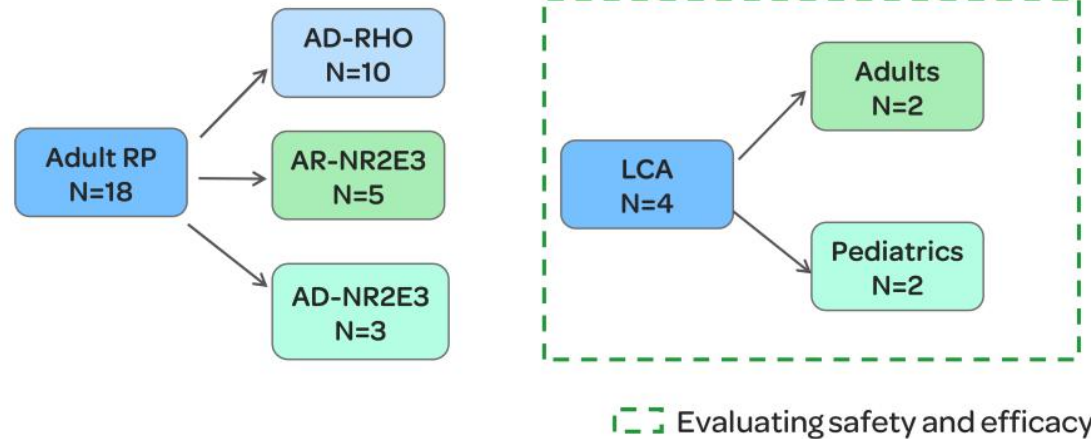 AD-RHO
N=10
Adult RP
N=18
AR-NR2E3
N=5
AD-NR2E3
N=3
LCA
N=4
Adults
N=2
Pediatrics
N=2
Evaluating safety and efficacy